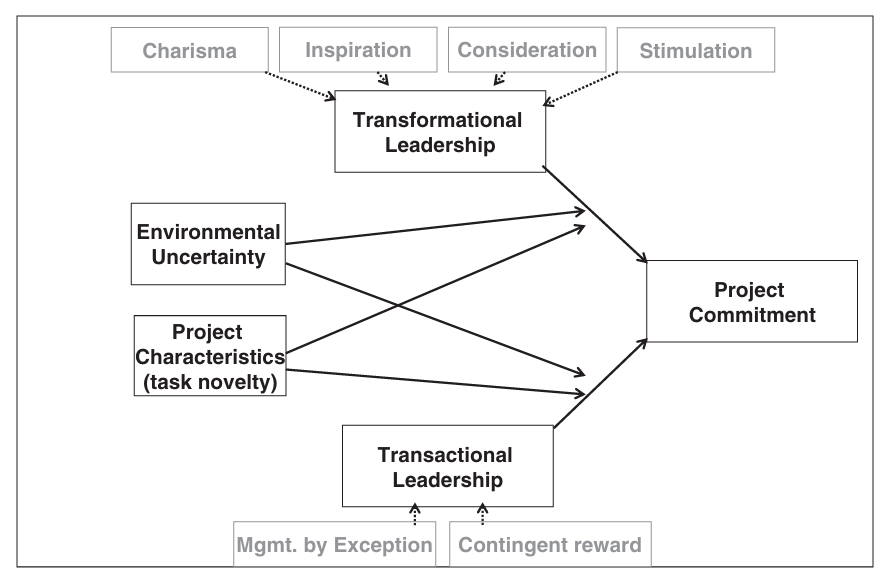 Charisma
Inspiration
Consideration
Stimulation
Transformational
Leadership
Environmental
Uncertainty
Project
Commitment
Project
Characteristics
(task novelty)
Transactional
Leadership
Mgmt. by Exception
Contingent reward